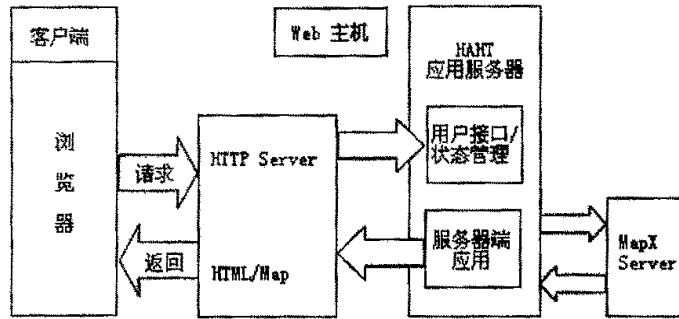 客户端
浏
览
器
请求
返回
Web 主机
HTTP Server
HTML/Map
HAHT
应用服务器
用户接口/
状态管理
服务器端
应用
MapX
Server